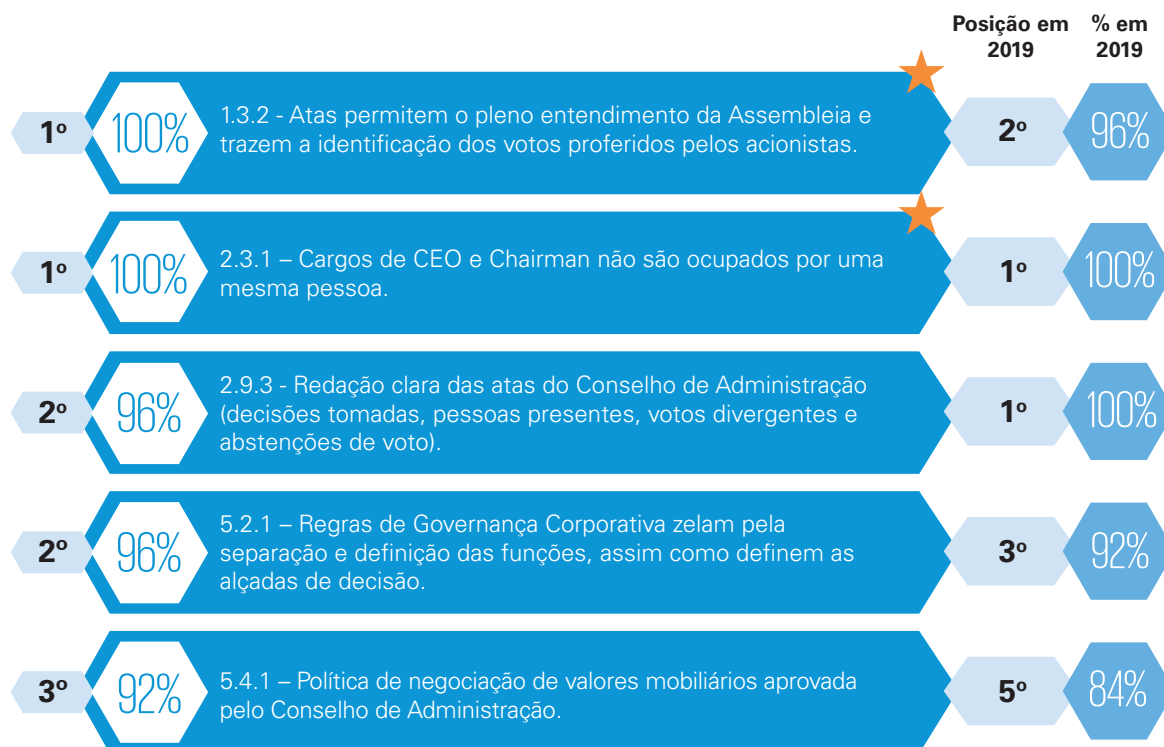 Posição em
2019
% em
2019
1º
100%
1.3.2 - Atas permitem o pleno entendimento da Assembleia e
trazem a identificação dos votos proferidos pelos acionistas.
2º
96%
1º
100%
2.3.1 – Cargos de CEO e Chairman não são ocupados por uma
mesma pessoa.
1º
100%
2º
96%
2.9.3 - Redação clara das atas do Conselho de Administração
(decisões tomadas, pessoas presentes, votos divergentes e
abstenções de voto).
1º
100%
2º
96%
5.2.1 – Regras de Governança Corporativa zelam pela
separação e definição das funções, assim como definem as
alçadas de decisão.
3º
92%
3º
92%
5.4.1 – Política de negociação de valores mobiliários aprovada
pelo Conselho de Administração.
5º
84%